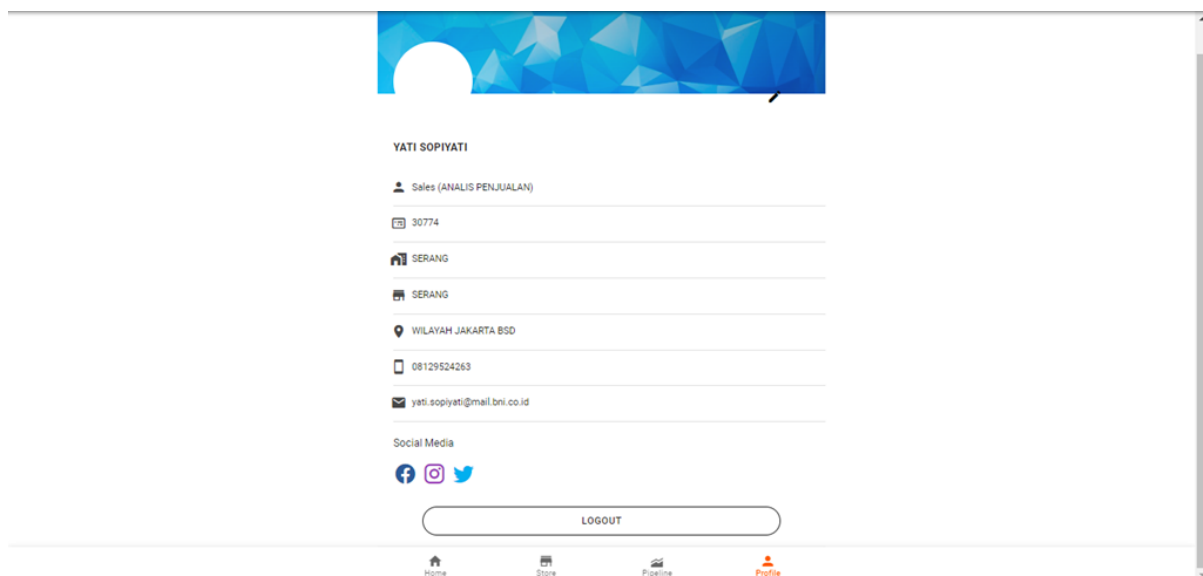 YATI SOPIYATI
Sales (ANALIS PENJUALAN)
30774
SERANG
SERANG
WILAYAH JAKARTA BSD
08129524263
yati.sopiyati@mail.bni.co.id
Social Media
LOGOUT
Home Store Pipeline Profile